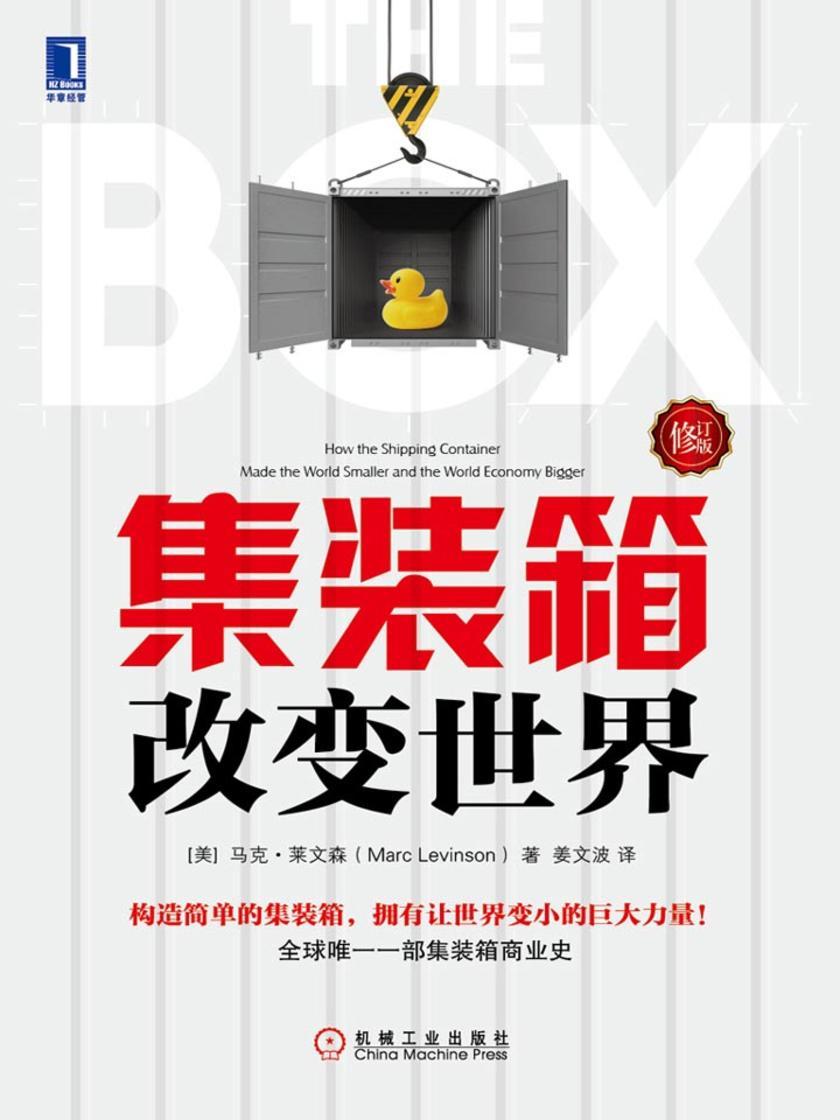 THE
BOX
HZ BOOKS
华章经管
How the Shipping Container
Made the World Smaller and the World Economy Bigger
修订版
集装箱
改变世界
[美] 马克·莱文森（Marc Levinson）著 姜文波 译
构造简单的集装箱，拥有让世界变小的巨大力量！
全球唯一一部集装箱商业史
机械工业出版社
China Machine Press